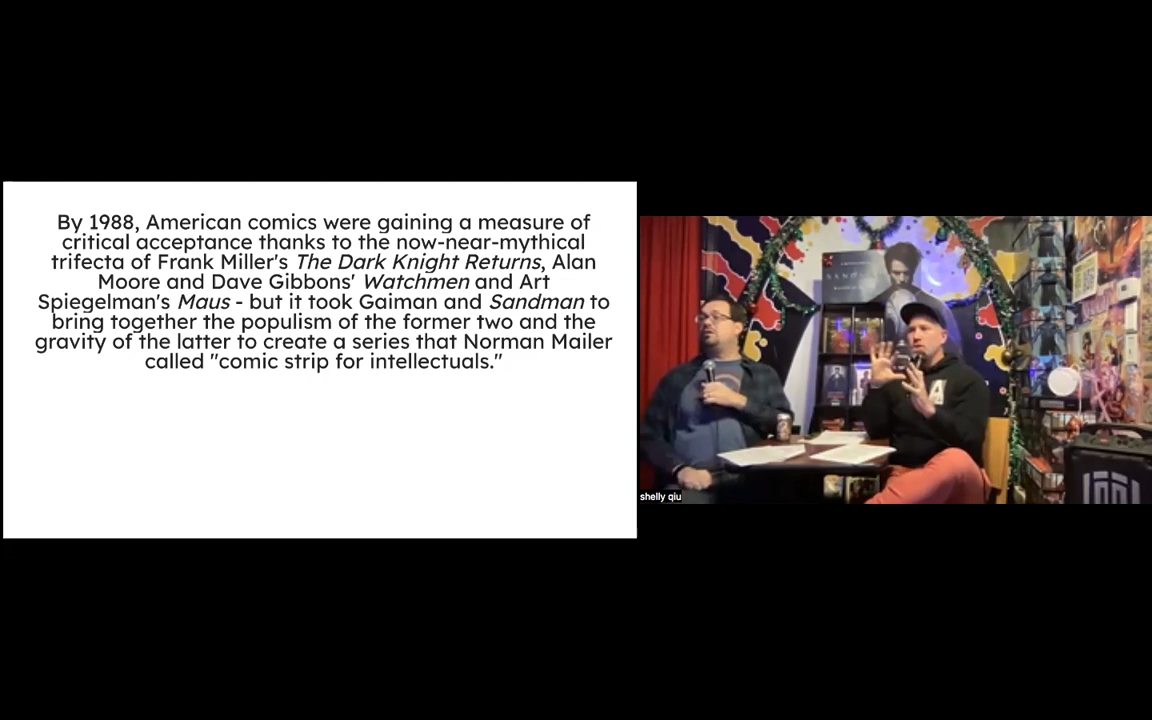 By 1988, American comics were gaining a measure of
critical acceptance thanks to the now-near-mythical
trifecta of Frank Miller's The Dark Knight Returns, Alan
Moore and Dave Gibbons' Watchmen and Art
Spiegelman's Maus - but it took Gaiman and Sandman to
bring together the populism of the former two and the
gravity of the latter to create a series that Norman Mailer
called "comic strip for intellectuals."
shelly qiu